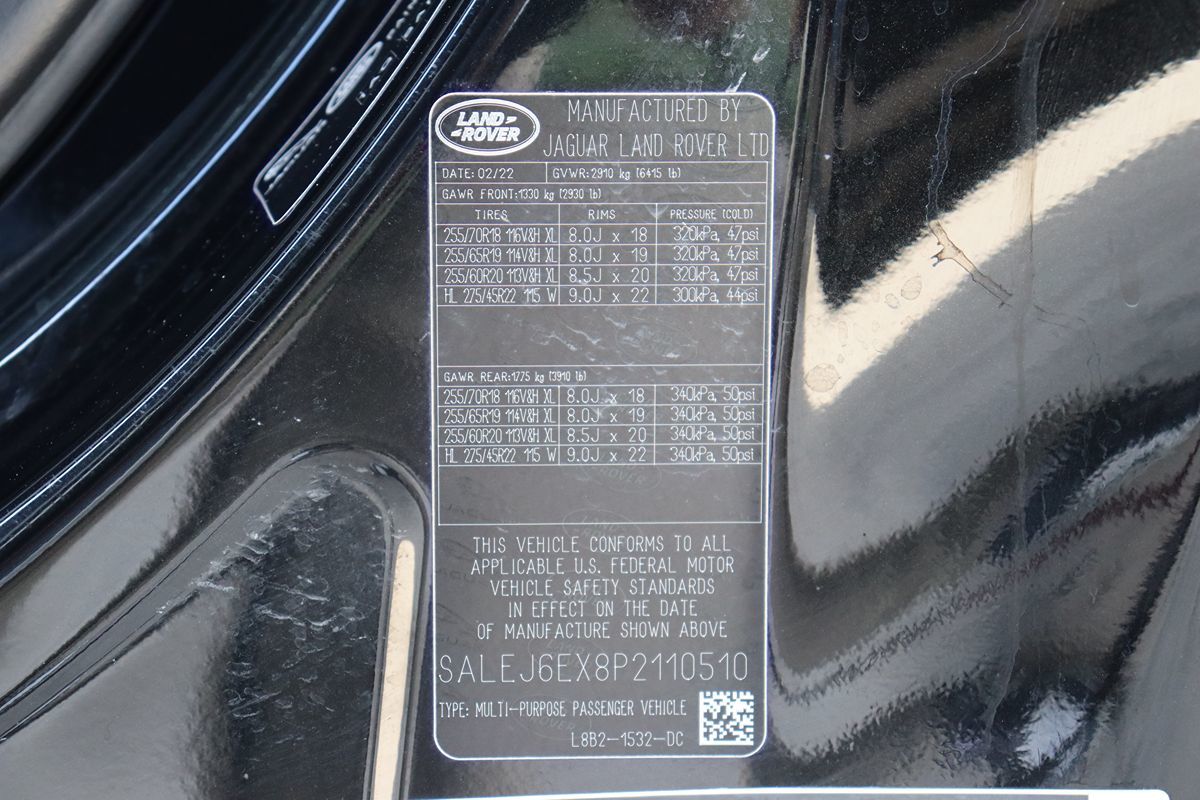 LAND
ROVER
MANUFACTURED BY
JAGUAR LAND ROVER LTD
DATE: 02/22 GVWR:2910 kg (6415 lb)
GAWR FRONT:1330 kg (2930 lb)
TIRES RIMS PRESSURE (COLD)
255/70R18 116V&H XL 8.0J x 18 320kPa, 47psi
255/65R19 114V&H XL 8.0J x 19 320kPa, 47psi
255/60R20 113V&H XL 8.5J x 20 320kPa, 47psi
HL 275/45R22 115 W 9.0J x 22 300kPa, 44psi
GAWR REAR:1775 kg (3910 lb)
255/70R18 116V&H XL 8.0J x 18 340kPa, 50psi
255/65R19 114V&H XL 8.0J x 19 340kPa, 50psi
255/60R20 113V&H XL 8.5J x 20 340kPa, 50psi
HL 275/45R22 115 W 9.0J x 22 340kPa, 50psi
THIS VEHICLE CONFORMS TO ALL
APPLICABLE U.S. FEDERAL MOTOR
VEHICLE SAFETY STANDARDS
IN EFFECT ON THE DATE
OF MANUFACTURE SHOWN ABOVE
SALEJ6EX8P2110510
TYPE: MULTI-PURPOSE PASSENGER VEHICLE
L8B2-1532-DC